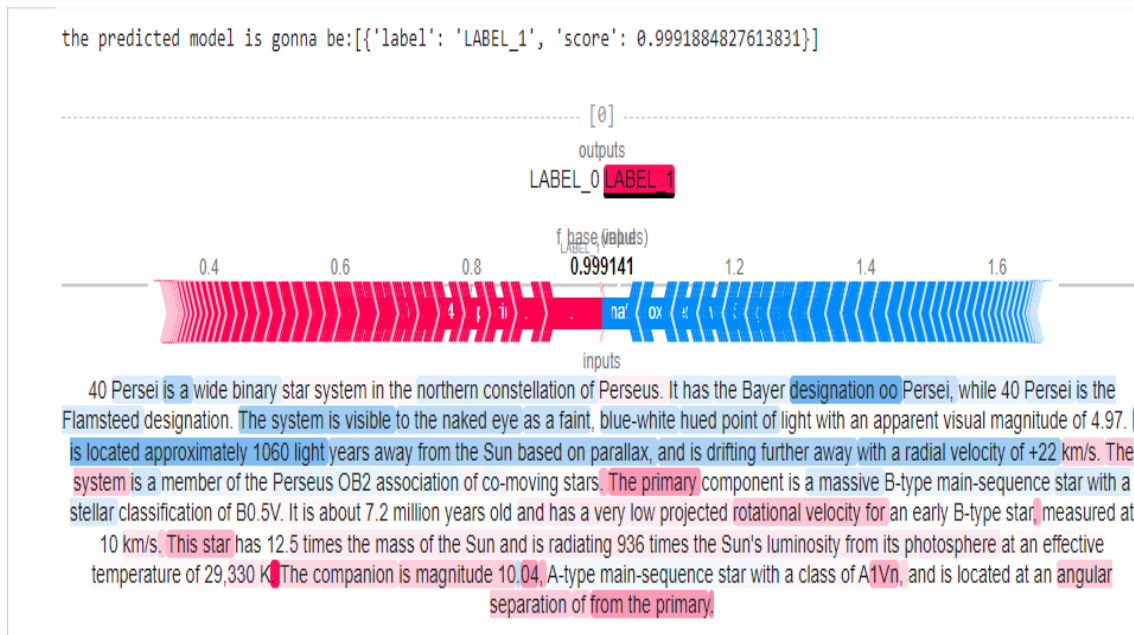 the predicted model is gonna be:[{'label': 'LABEL_1', 'score': 0.9991884827613831}]
[0]
outputs
LABEL_0 LABEL_1
base value
f (inputs)
LABEL_1
0.4 0.6 0.8 0.999141 1.2 1.4 1.6
inputs
40 Persei is a wide binary star system in the northern constellation of Perseus. It has the Bayer designation oo Persei, while 40 Persei is the
Flamsteed designation. The system is visible to the naked eye as a faint, blue-white hued point of light with an apparent visual magnitude of 4.97.
is located approximately 1060 light years away from the Sun based on parallax, and is drifting further away with a radial velocity of +22 km/s. The
system is a member of the Perseus OB2 association of co-moving stars. The primary component is a massive B-type main-sequence star with a
stellar classification of B0.5V. It is about 7.2 million years old and has a very low projected rotational velocity for an early B-type star, measured at
10 km/s. This star has 12.5 times the mass of the Sun and is radiating 936 times the Sun's luminosity from its photosphere at an effective
temperature of 29,330 K. The companion is magnitude 10.04, A-type main-sequence star with a class of A1Vn, and is located at an angular
separation of from the primary.